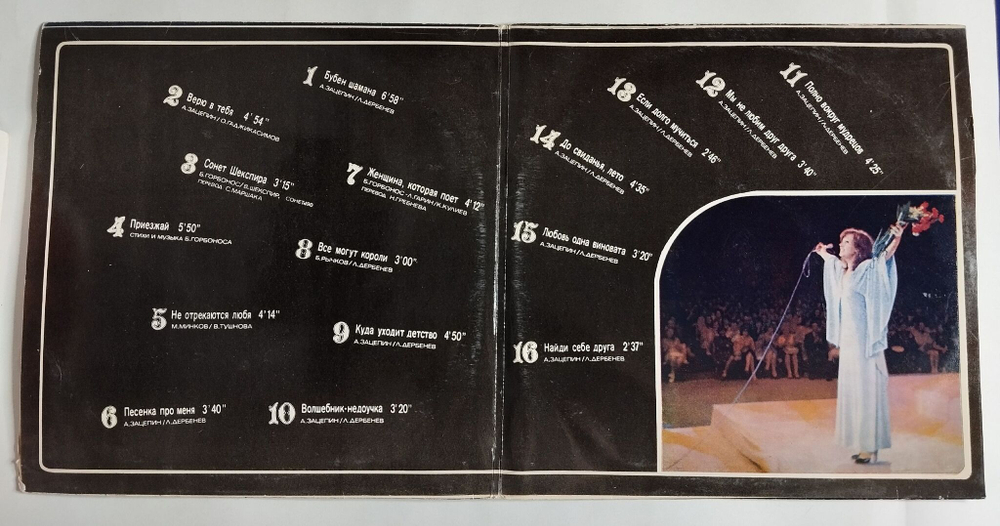 1 Бубен шамана 6'58"
А.ЗАЦЕПИН/Л.ДЕРБЕНЕВ
2 Верю в тебя 4'54"
А.ЗАЦЕПИН/О.ГАДЖИКАСИМОВ
3 Сонет Шекспира 3'15"
Б.ГОРБОНОС/В.ШЕКСПИР, СОНЕТ №90
ПЕРЕВОД С.МАРШАКА
4 Приезжай 5'50"
СТИХИ И МУЗЫКА Б.ГОРБОНОСА
5 Не отрекаются любя 4'14"
М.МИНКОВ/В.ТУШНОВА
6 Песенка про меня 3'40"
А.ЗАЦЕПИН/Л.ДЕРБЕНЕВ
7 Женщина, которая поет 4'12"
Б.ГОРБОНОС-Л.ГАРИН/К.КУЛИЕВ
ПЕРЕВОД Н.ГРЕБНЕВА
8 Все могут короли 3'00"
Б.РЫЧКОВ/Л.ДЕРБЕНЕВ
9 Куда уходит детство 4'50"
А.ЗАЦЕПИН/Л.ДЕРБЕНЕВ
10 Волшебник-недоучка 3'20"
А.ЗАЦЕПИН/Л.ДЕРБЕНЕВ
11 Полно вокруг мудрецов 4'25"
А.ЗАЦЕПИН/Л.ДЕРБЕНЕВ
12 Мы не любим друг друга 3'40"
А.ЗАЦЕПИН/Л.ДЕРБЕНЕВ
13 Если долго мучиться 2'46"
А.ЗАЦЕПИН/Л.ДЕРБЕНЕВ
14 До свиданья, лето 4'35"
А.ЗАЦЕПИН/Л.ДЕРБЕНЕВ
15 Любовь одна виновата 3'20"
А.ЗАЦЕПИН/Л.ДЕРБЕНЕВ
16 Найди себе друга 2'37"
А.ЗАЦЕПИН/Л.ДЕРБЕНЕВ